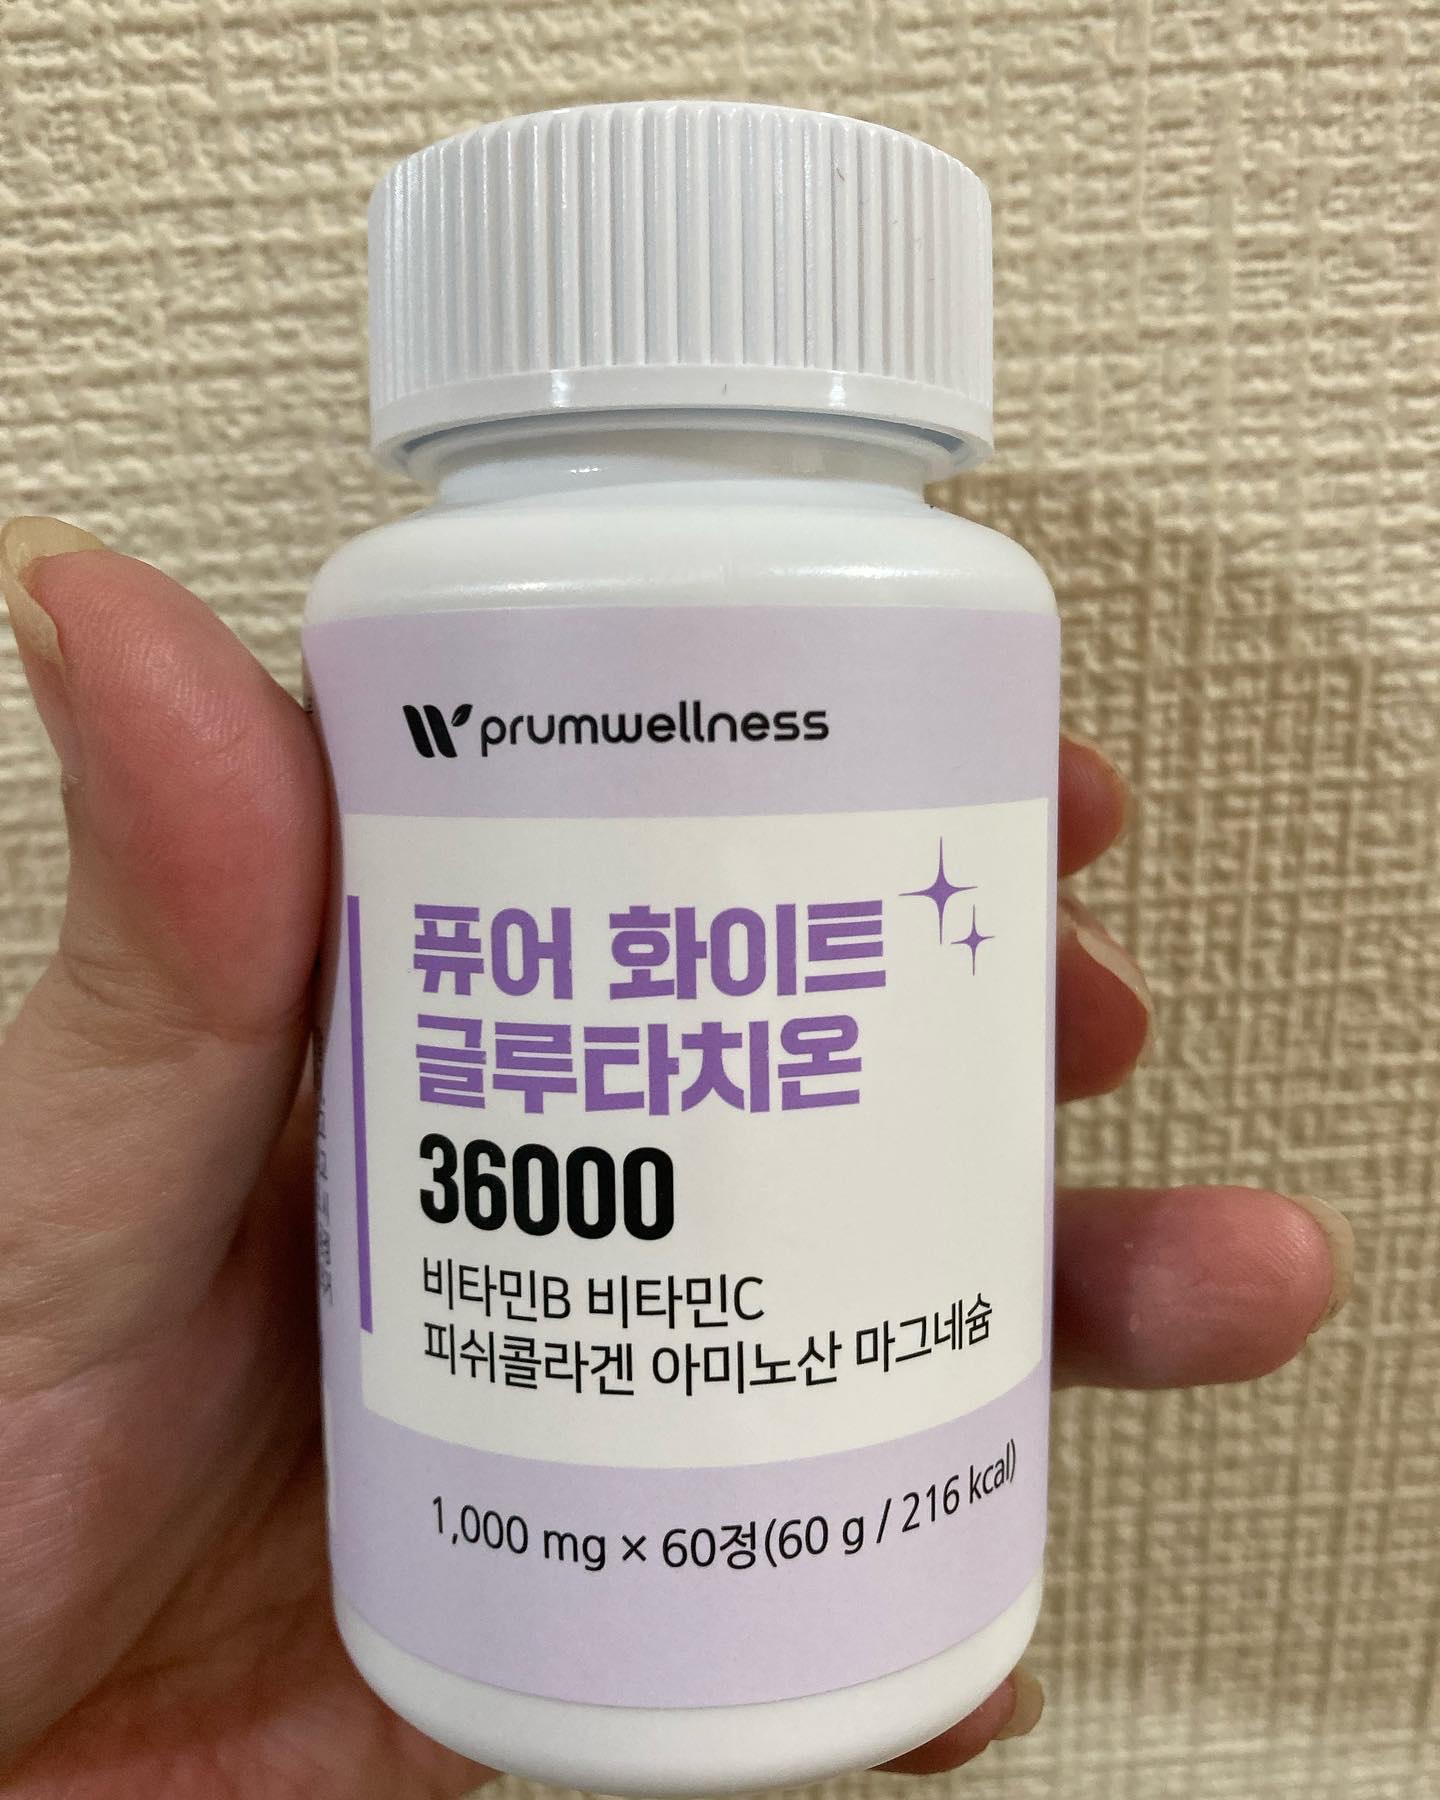 prumwellness
퓨어 화이트
글루타치온
36000
비타민B 비타민C
피쉬콜라겐 아미노산 마그네슘
1,000 mg × 60정(60 g / 216 kcal)